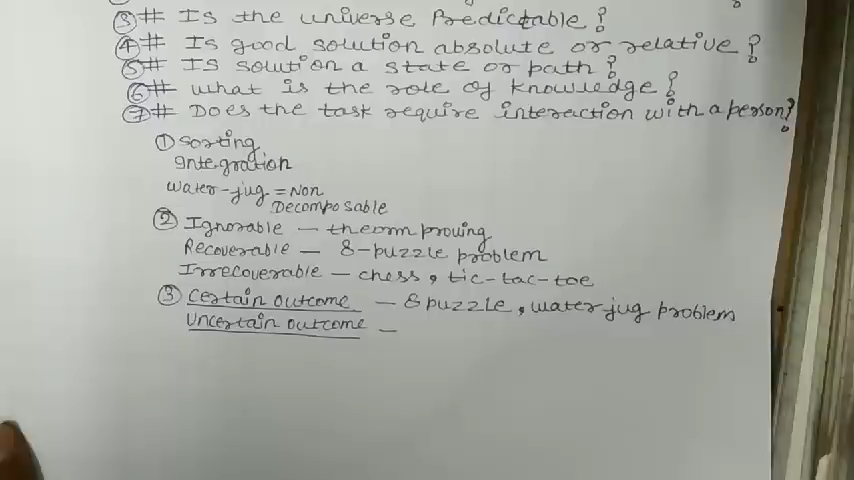 ③# Is the universe Predictable?
④# Is good solution absolute or relative?
⑤# Is solution a state or path?
⑥# what is the role of knowledge?
⑦# Does the task require interaction with a person?
① Sorting
Integration
Water-jug = Non
Decomposable
② Ignorable – theorm proving
Recoverable – 8-puzzle problem
Irrecoverable – chess, tic-tac-toe
③ Certain outcome – 8 puzzle, water jug problem
Uncertain outcome –